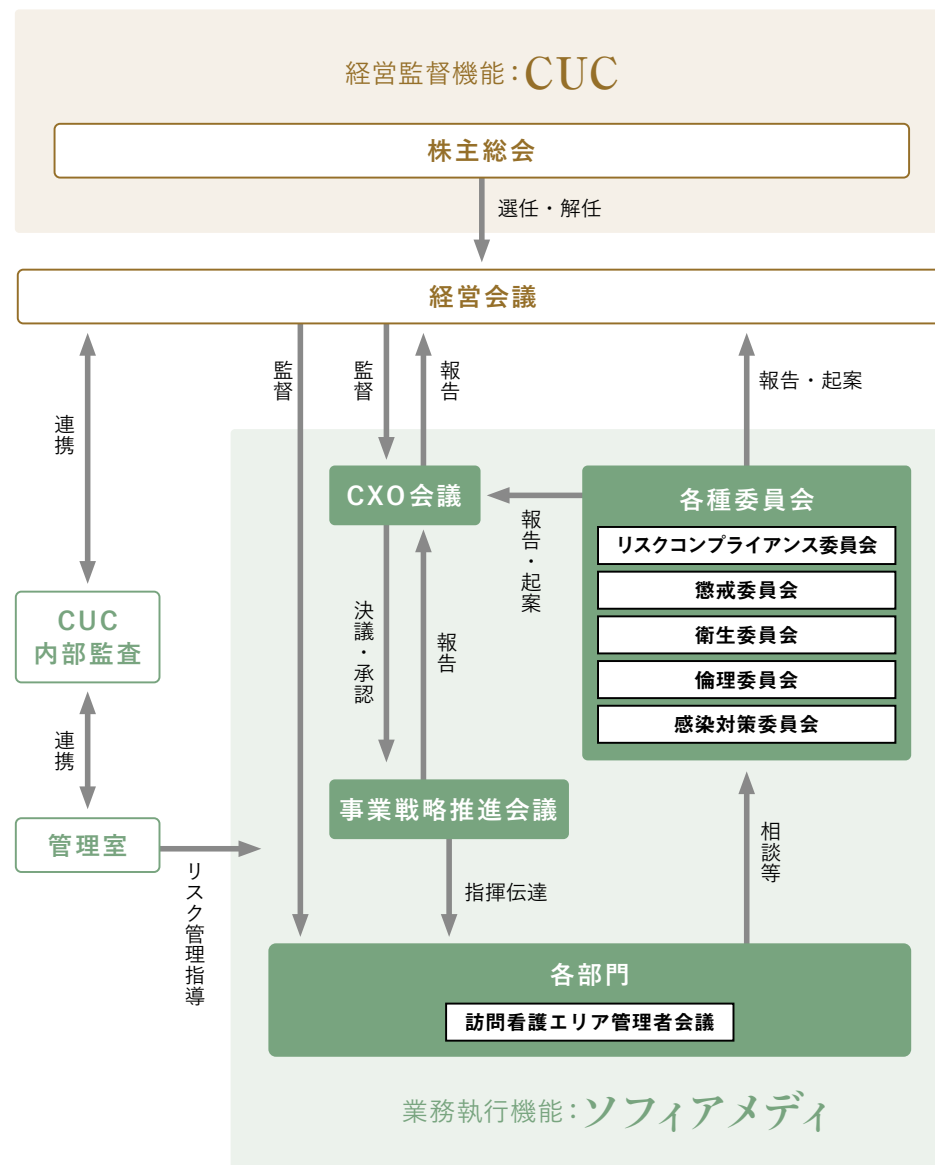 経営監督機能：CUC
株主総会
選任・解任
経営会議
連携
監督
監督
報告
報告・起案
CXO会議
報告・起案
各種委員会
リスクコンプライアンス委員会
懲戒委員会
衛生委員会
倫理委員会
感染対策委員会
CUC
内部監査
決議・承認
報告
連携
事業戦略推進会議
管理室
リスク管理指導
指揮伝達
相談等
各部門
訪問看護エリア管理者会議
業務執行機能：ソフィアメディ